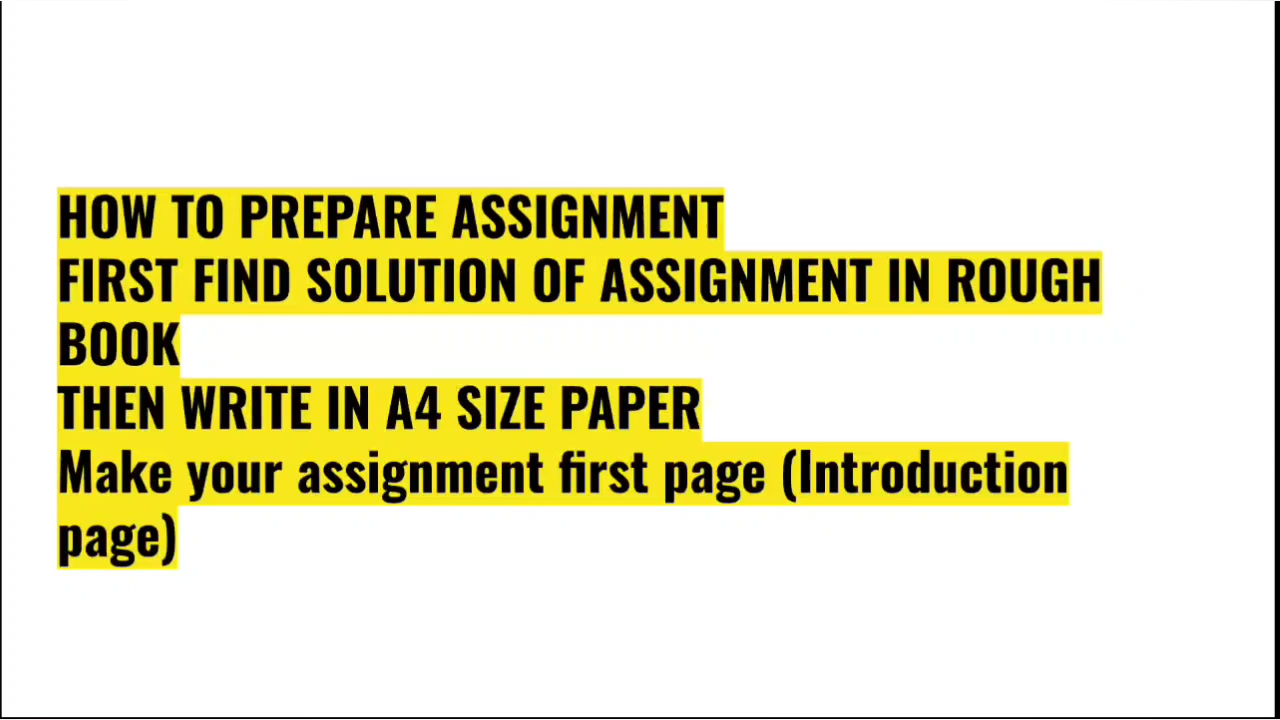 HOW TO PREPARE ASSIGNMENT
FIRST FIND SOLUTION OF ASSIGNMENT IN ROUGH
BOOK
THEN WRITE IN A4 SIZE PAPER
Make your assignment first page (Introduction
page)